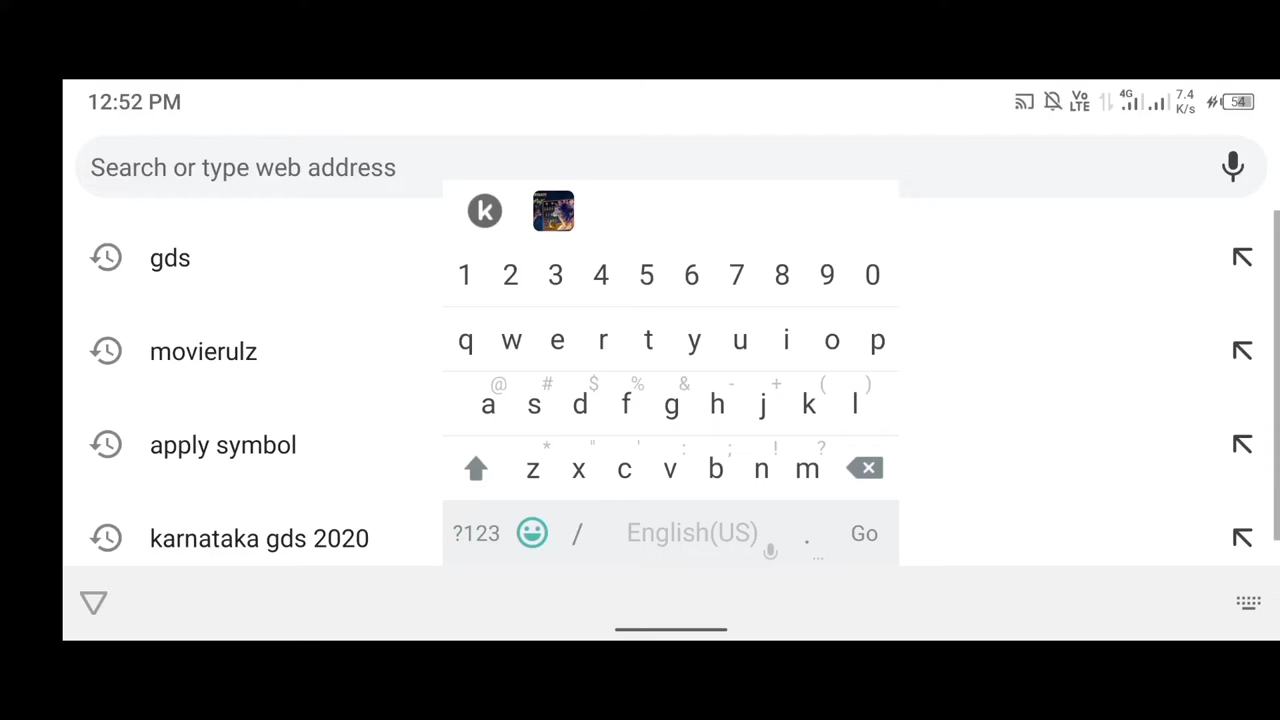 12:52 PM Vo LTE 4G 7.4 K/s 54
Search or type web address
k
gds
movierulz
apply symbol
karnataka gds 2020
1 2 3 4 5 6 7 8 9 0
q w e r t y u i o p
@ # $ % & - + ( )
a s d f g h j k l
* " ' : ; ! ?
z x c v b n m
?123 / English(US) . Go
...